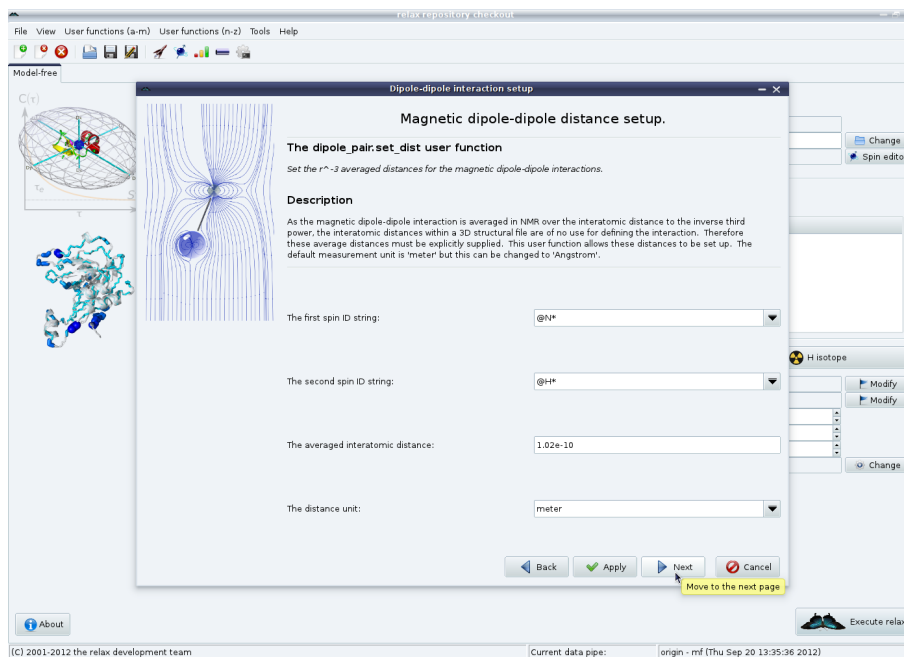 relax repository checkout
File View User functions (a-m) User functions (n-z) Tools Help
Model-free
C(τ)
τe
S
τ
Dipole-dipole interaction setup
Magnetic dipole-dipole distance setup.
The dipole_pair.set_dist user function
Set the r^-3 averaged distances for the magnetic dipole-dipole interactions.
Description
As the magnetic dipole-dipole interaction is averaged in NMR over the interatomic distance to the inverse third
power, the interatomic distances within a 3D structural file are of no use for defining the interaction. Therefore
these average distances must be explicitly supplied. This user function allows these distances to be set up. The
default measurement unit is 'meter' but this can be changed to 'Angstrom'.
The first spin ID string: @N*
The second spin ID string: @H*
The averaged interatomic distance: 1.02e-10
The distance unit: meter
Back Apply Next Cancel
Move to the next page
Change
Spin edito
H isotope
Modify
Modify
Change
About
Execute relax
(C) 2001-2012 the relax development team Current data pipe: origin - mf (Thu Sep 20 13:35:36 2012)